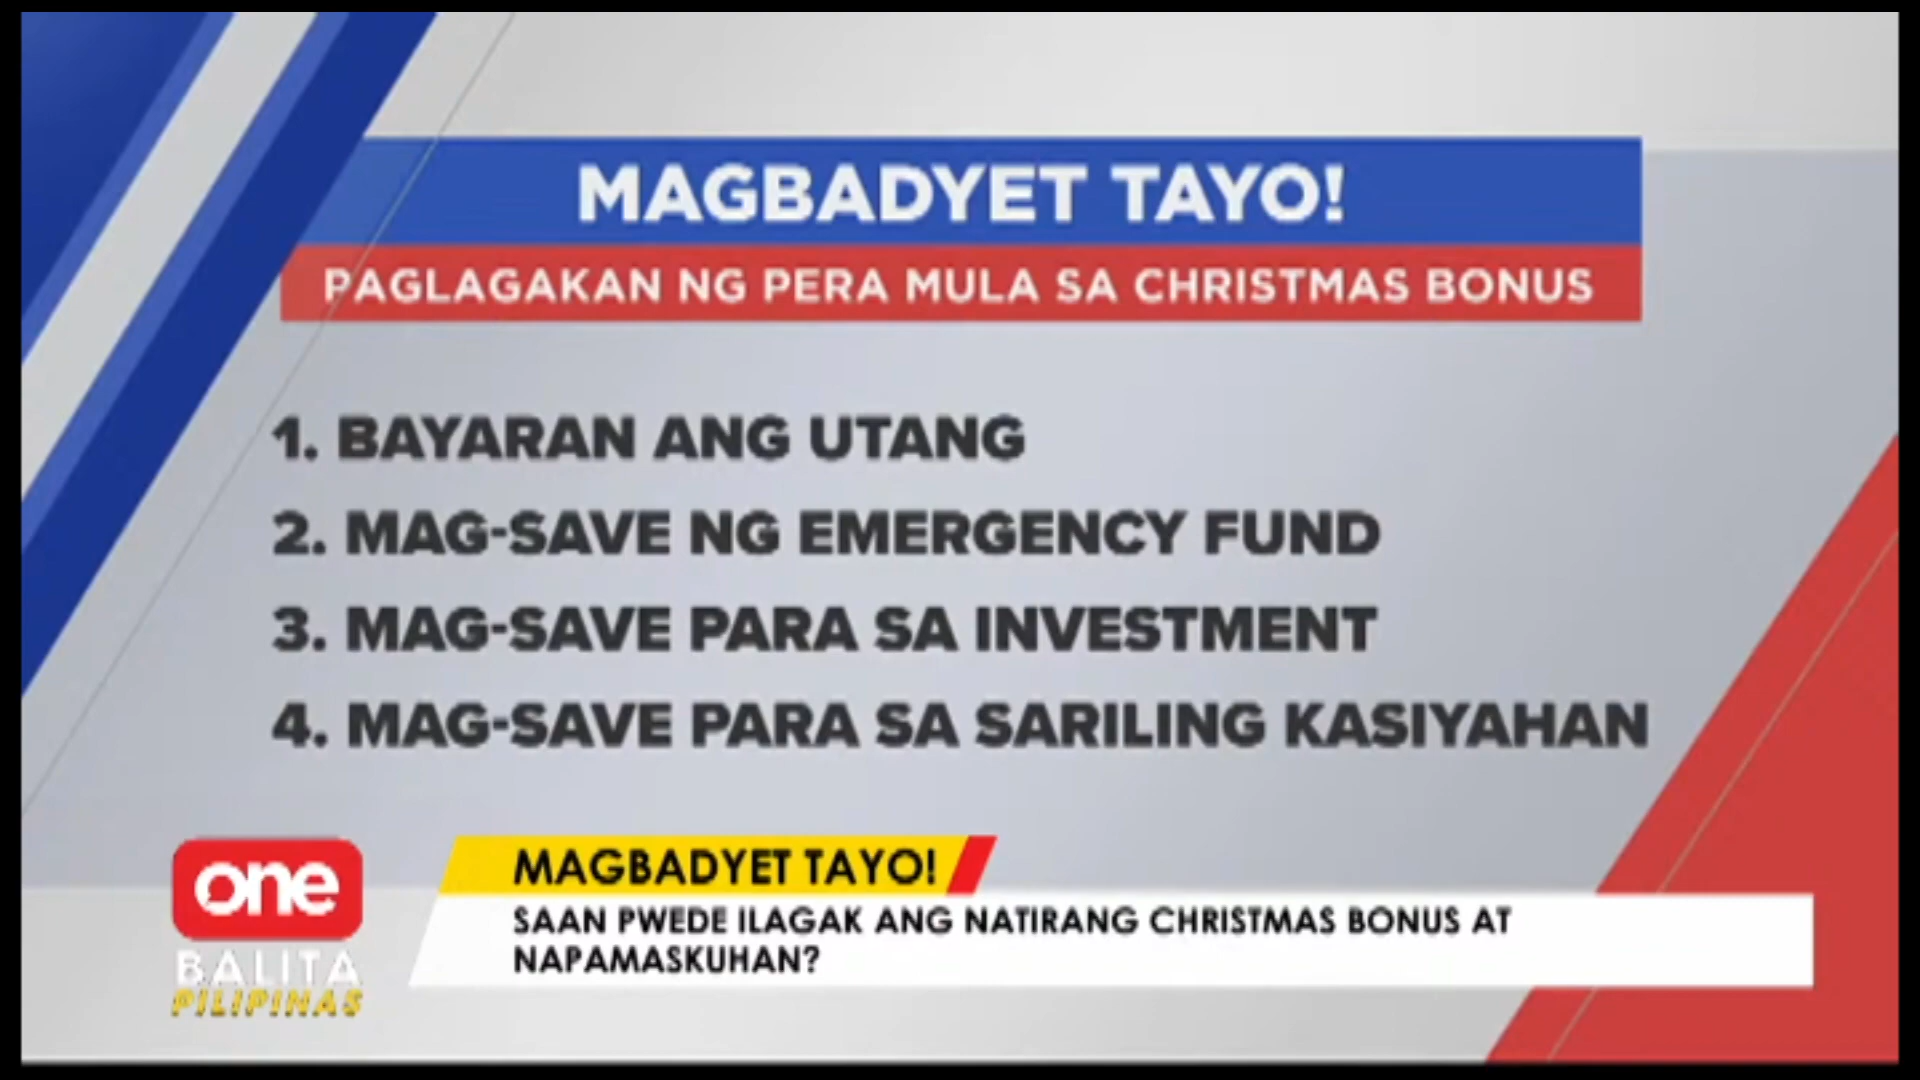 MAGBADYET TAYO!
PAGLAGAKAN NG PERA MULA SA CHRISTMAS BONUS
1. BAYARAN ANG UTANG
2. MAG-SAVE NG EMERGENCY FUND
3. MAG-SAVE PARA SA INVESTMENT
4. MAG-SAVE PARA SA SARILING KASIYAHAN
one
BALITA
PILIPINAS
MAGBADYET TAYO!
SAAN PWEDE ILAGAK ANG NATIRANG CHRISTMAS BONUS AT
NAPAMASKUHAN?